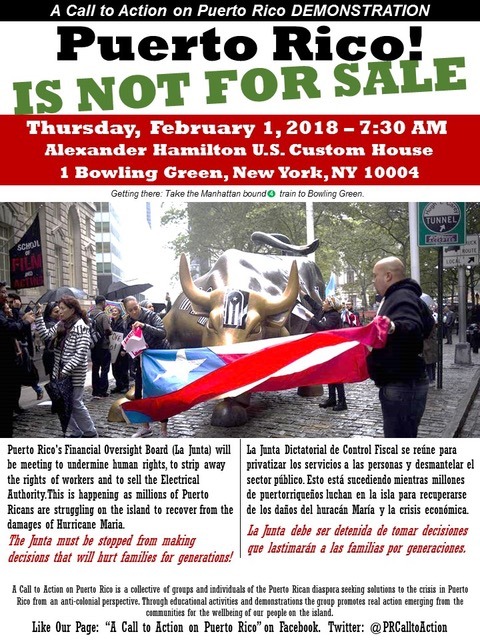 A Call to Action on Puerto Rico DEMONSTRATION
Puerto Rico!
IS NOT FOR SALE
Thursday, February 1, 2018 – 7:30 AM
Alexander Hamilton U.S. Custom House
1 Bowling Green, New York, NY 10004
Getting there: Take the Manhattan bound 4 train to Bowling Green.
SCHOOL
of
FILM
AND
TUNNEL
Puerto Rico's Financial Oversight Board (La Junta) will
be meeting to undermine human rights, to strip away
the rights of workers and to sell the Electrical
Authority.This is happening as millions of Puerto
Ricans are struggling on the island to recover from the
damages of Hurricane Maria.
The Junta must be stopped from making
decisions that will hurt families for generations!
La Junta Dictatorial de Control Fiscal se reúne para
privatizar los servicios a las personas y desmantelar el
sector público. Esto está sucediendo mientras millones
de puertorriqueños luchan en la isla para recuperarse
de los daños del huracán María y la crisis económica.
La Junta debe ser detenida de tomar decisiones
que lastimarán a las familias por generaciones.
A Call to Action on Puerto Rico is a collective of groups and individuals of the Puerto Rican diaspora seeking solutions to the crisis in Puerto
Rico from an anti-colonial perspective. Through educational activities and demonstrations the group promotes real action emerging from the
communities for the wellbeing of our people on the island.
Like Our Page: “A Call to Action on Puerto Rico” on Facebook. Twitter: @PRCalltoAction